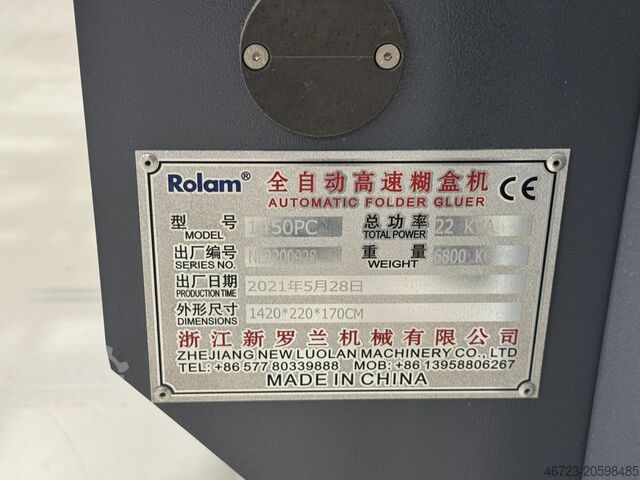 Rolam® 全自动高速糊盒机 CE
AUTOMATIC FOLDER GLUER
型 号 总功率 22
MODEL TOTAL POWER
出厂编号 重 量 6800
SERIES NO. WEIGHT
出厂日期 2021年5月28日
PRODUCTION TIME
外形尺寸 1420*220*170CM
DIMENSIONS
浙江新罗兰机械有限公司
ZHEJIANG NEW LUOLAN MACHINERY CO., LTD
TEL: +86 577 80339888 MOB: +86 13958806267
MADE IN CHINA
46723-20598485